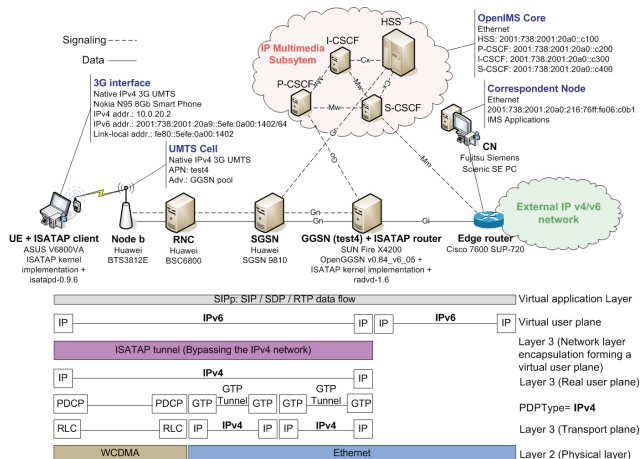 Signaling
Data
HSS
I-CSCF
IP Multimedia
Subsytem
Cx
Cx
P-CSCF
Mw
Mw
Mw
S-CSCF
OpenIMS Core
Ethernet
HSS: 2001:738:2001:20a0::c100
P-CSCF: 2001:738:2001:20a0::c200
I-CSCF: 2001:738:2001:20a0::c300
S-CSCF: 2001:738:2001:20a0::c400
3G interface
Native IPv4 3G UMTS
Nokia N95 8Gb Smart Phone
IPv4 addr.: 10.0.20.2
IPv6 addr.: 2001:738:2001:20a9::5efe:0a00:1402/64
Link-local addr.: fe80::5efe:0a00:1402
Correspondent Node
Ethernet
2001:738:2001:20a0:216:76ff:fe06:c0b1
IMS Applications
CN
Fujitsu Siemens
Scenic SE PC
UMTS Cell
Native IPv4 3G UMTS
APN: test4
Adv.: GGSN pool
Go
Mm
Gn
Gn
Gi
External IP v4/v6
network
UE + ISATAP client
ASUS V6800VA
ISATAP kernel
implementation +
isatapd-0.9.6
Node b
Huawei
BTS3812E
RNC
Huawei
BSC6800
SGSN
Huawei
SGSN 9810
GGSN (test4) + ISATAP router
SUN Fire X4200
OpenGGSN v0.84_v6_05 +
ISATAP kernel implementation +
radvd-1.6
Edge router
Cisco 7600 SUP-720
SIPp: SIP / SDP / RTP data flow
Virtual application Layer
IP IPv6 IP IP IPv6 IP
Virtual user plane
ISATAP tunnel (Bypassing the IPv4 network)
Layer 3 (Network layer
encapsulation forming a
virtual user plane)
IP IPv4 IP
Layer 3 (Real user plane)
PDCP PDCP GTP GTP Tunnel GTP GTP GTP Tunnel GTP
PDPType= IPv4
RLC RLC IP IPv4 IP IP IPv4 IP
Layer 3 (Transport plane)
WCDMA Ethernet
Layer 2 (Physical layer)